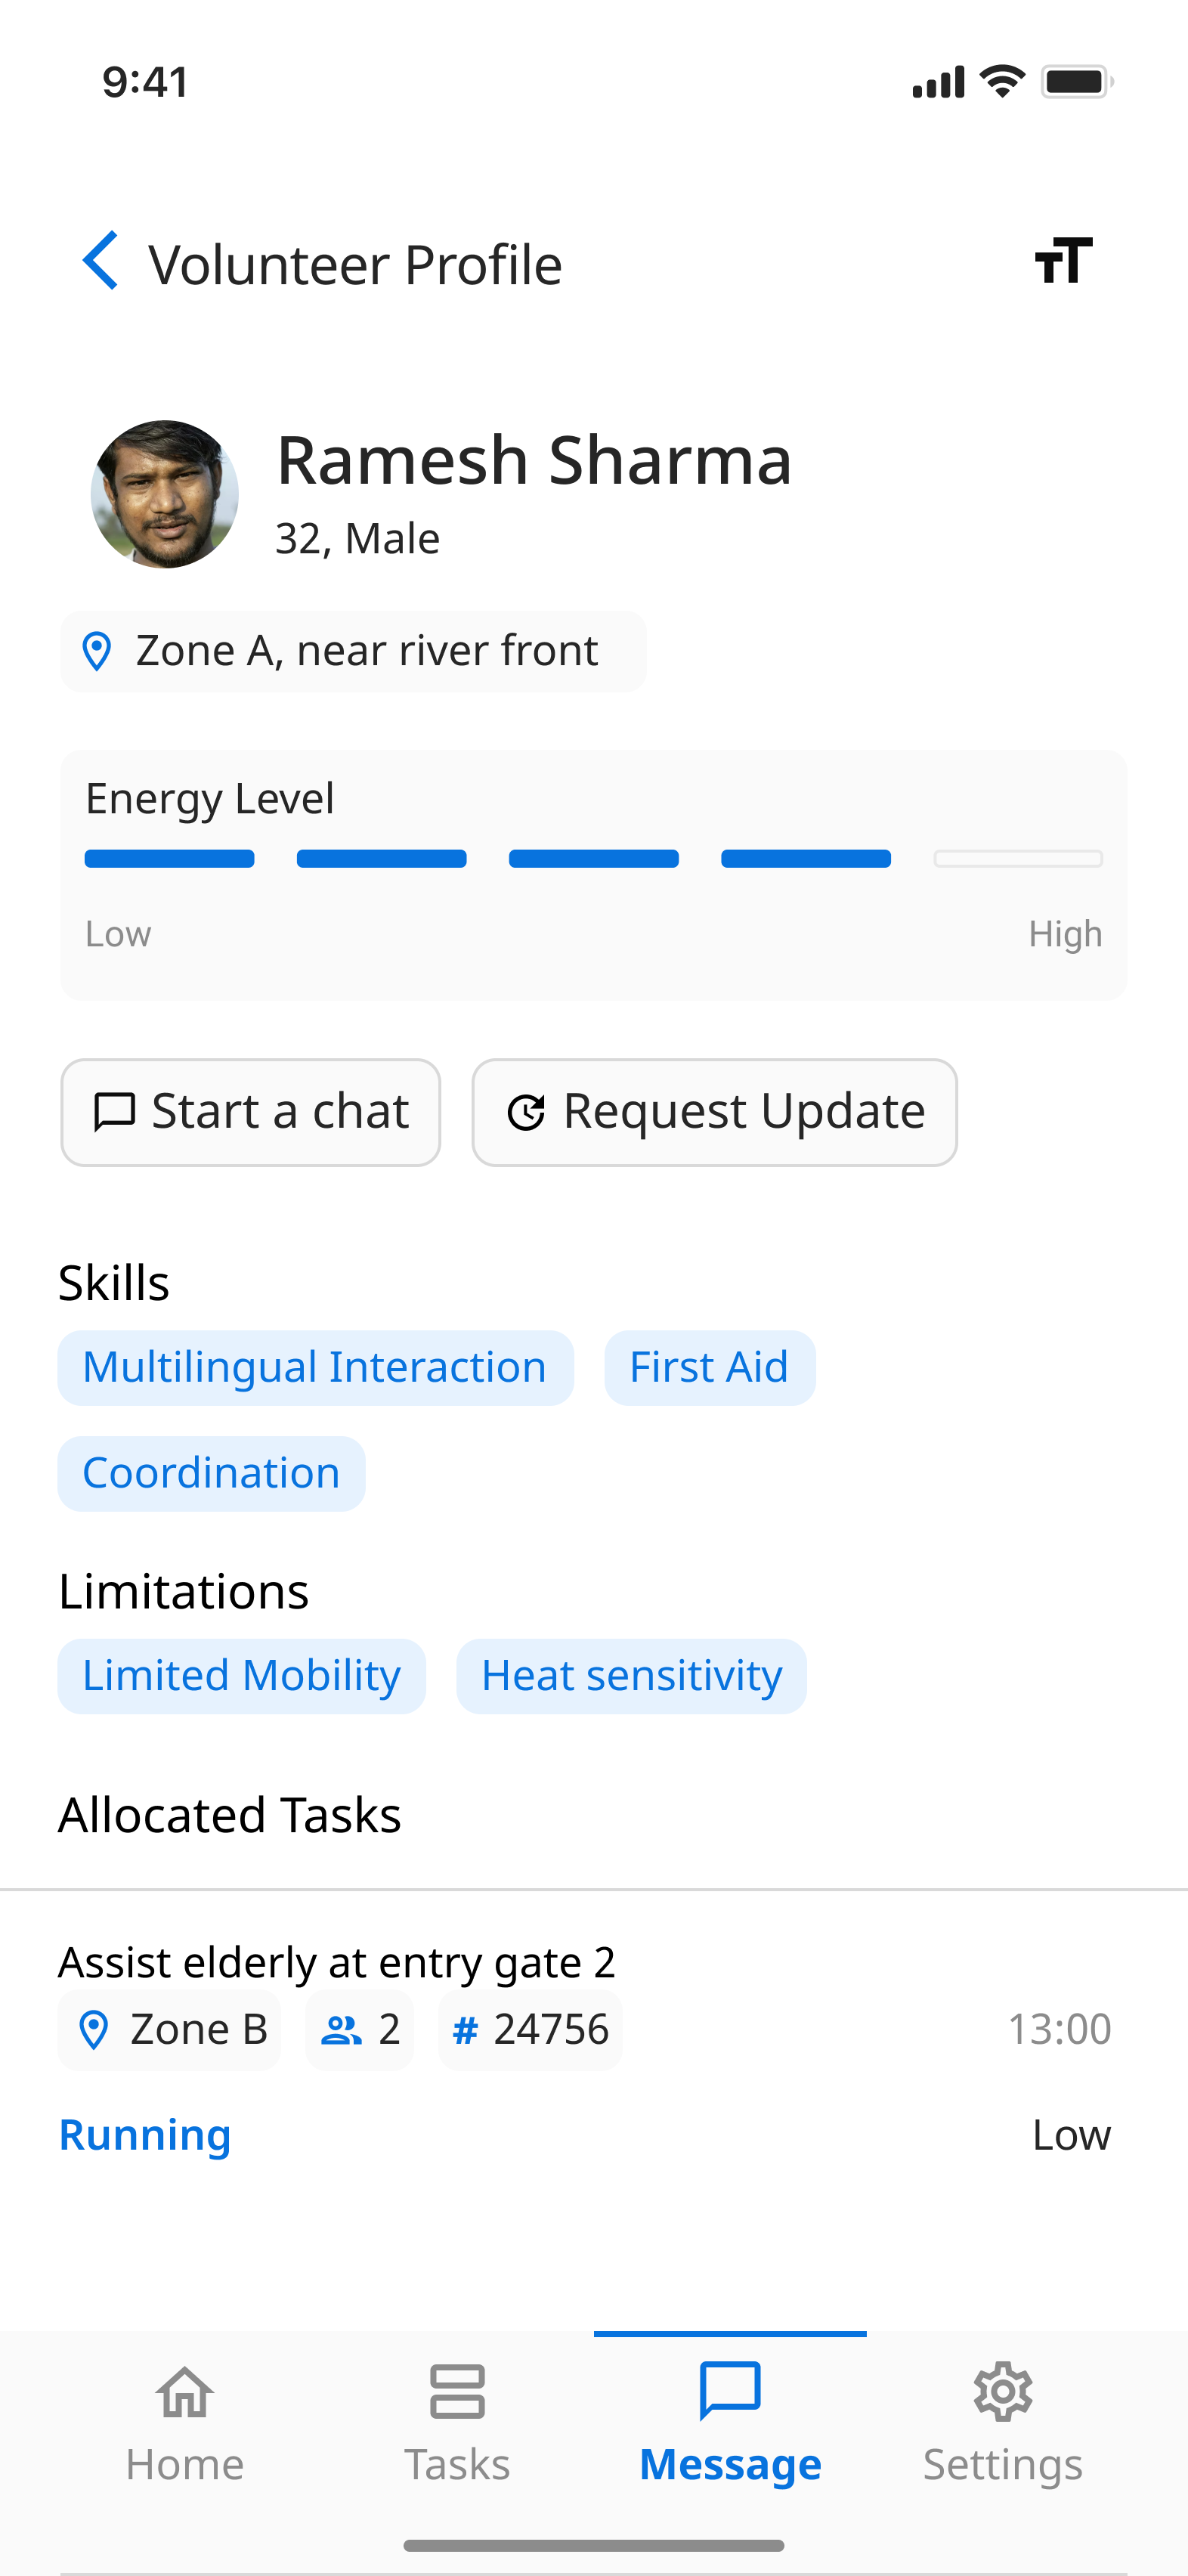 9:41
Volunteer Profile
Ramesh Sharma
32, Male
Zone A, near river front
Energy Level
Low High
Start a chat Request Update
Skills
Multilingual Interaction First Aid
Coordination
Limitations
Limited Mobility Heat sensitivity
Allocated Tasks
Assist elderly at entry gate 2
Zone B 2 # 24756 13:00
Running Low
Home Tasks Message Settings